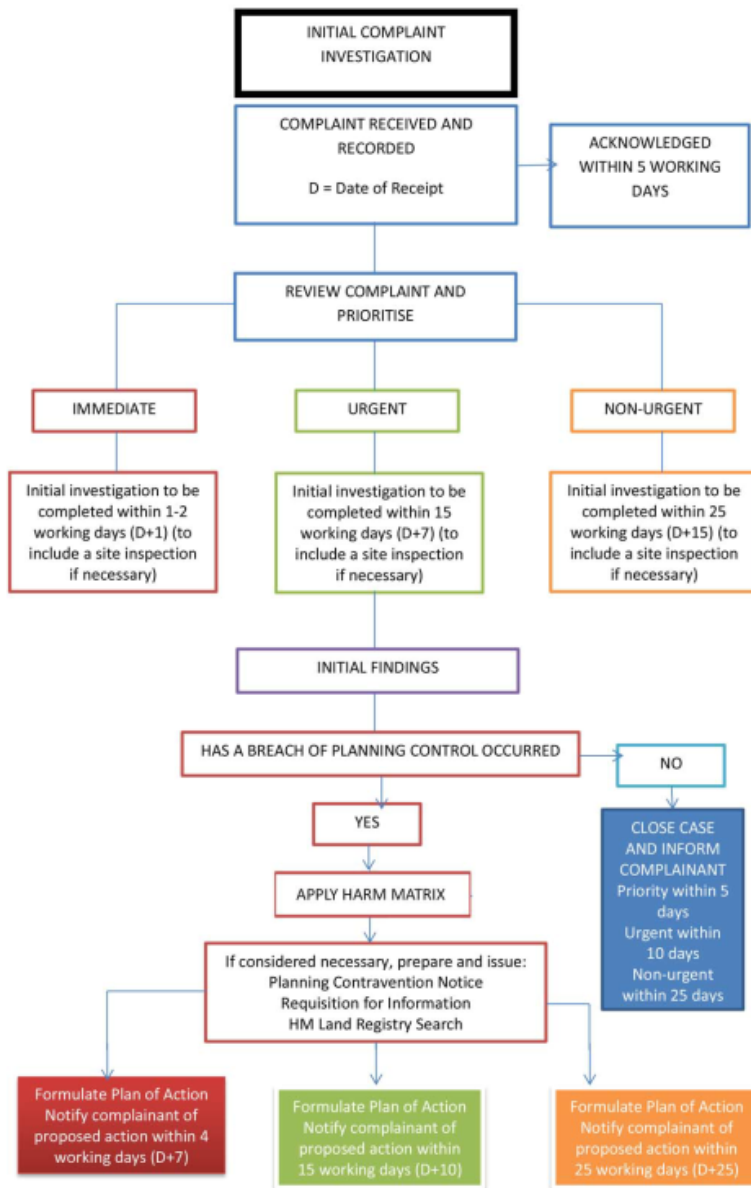 INITIAL COMPLAINT
INVESTIGATION
COMPLAINT RECEIVED AND
RECORDED
D = Date of Receipt
ACKNOWLEDGED
WITHIN 5 WORKING
DAYS
REVIEW COMPLAINT AND
PRIORITISE
IMMEDIATE
URGENT
NON-URGENT
Initial investigation to be
completed within 1-2
working days (D+1) (to
include a site inspection
if necessary)
Initial investigation to be
completed within 15
working days (D+7) (to
include a site inspection
if necessary)
Initial investigation to be
completed within 25
working days (D+15) (to
include a site inspection
if necessary)
INITIAL FINDINGS
HAS A BREACH OF PLANNING CONTROL OCCURRED
NO
YES
CLOSE CASE
AND INFORM
COMPLAINANT
Priority within 5
days
Urgent within
10 days
Non-urgent
within 25 days
APPLY HARM MATRIX
If considered necessary, prepare and issue:
Planning Contravention Notice
Requisition for Information
HM Land Registry Search
Formulate Plan of Action
Notify complainant of
proposed action within 4
working days (D+7)
Formulate Plan of Action
Notify complainant of
proposed action within
15 working days (D+10)
Formulate Plan of Action
Notify complainant of
proposed action within
25 working days (D+25)